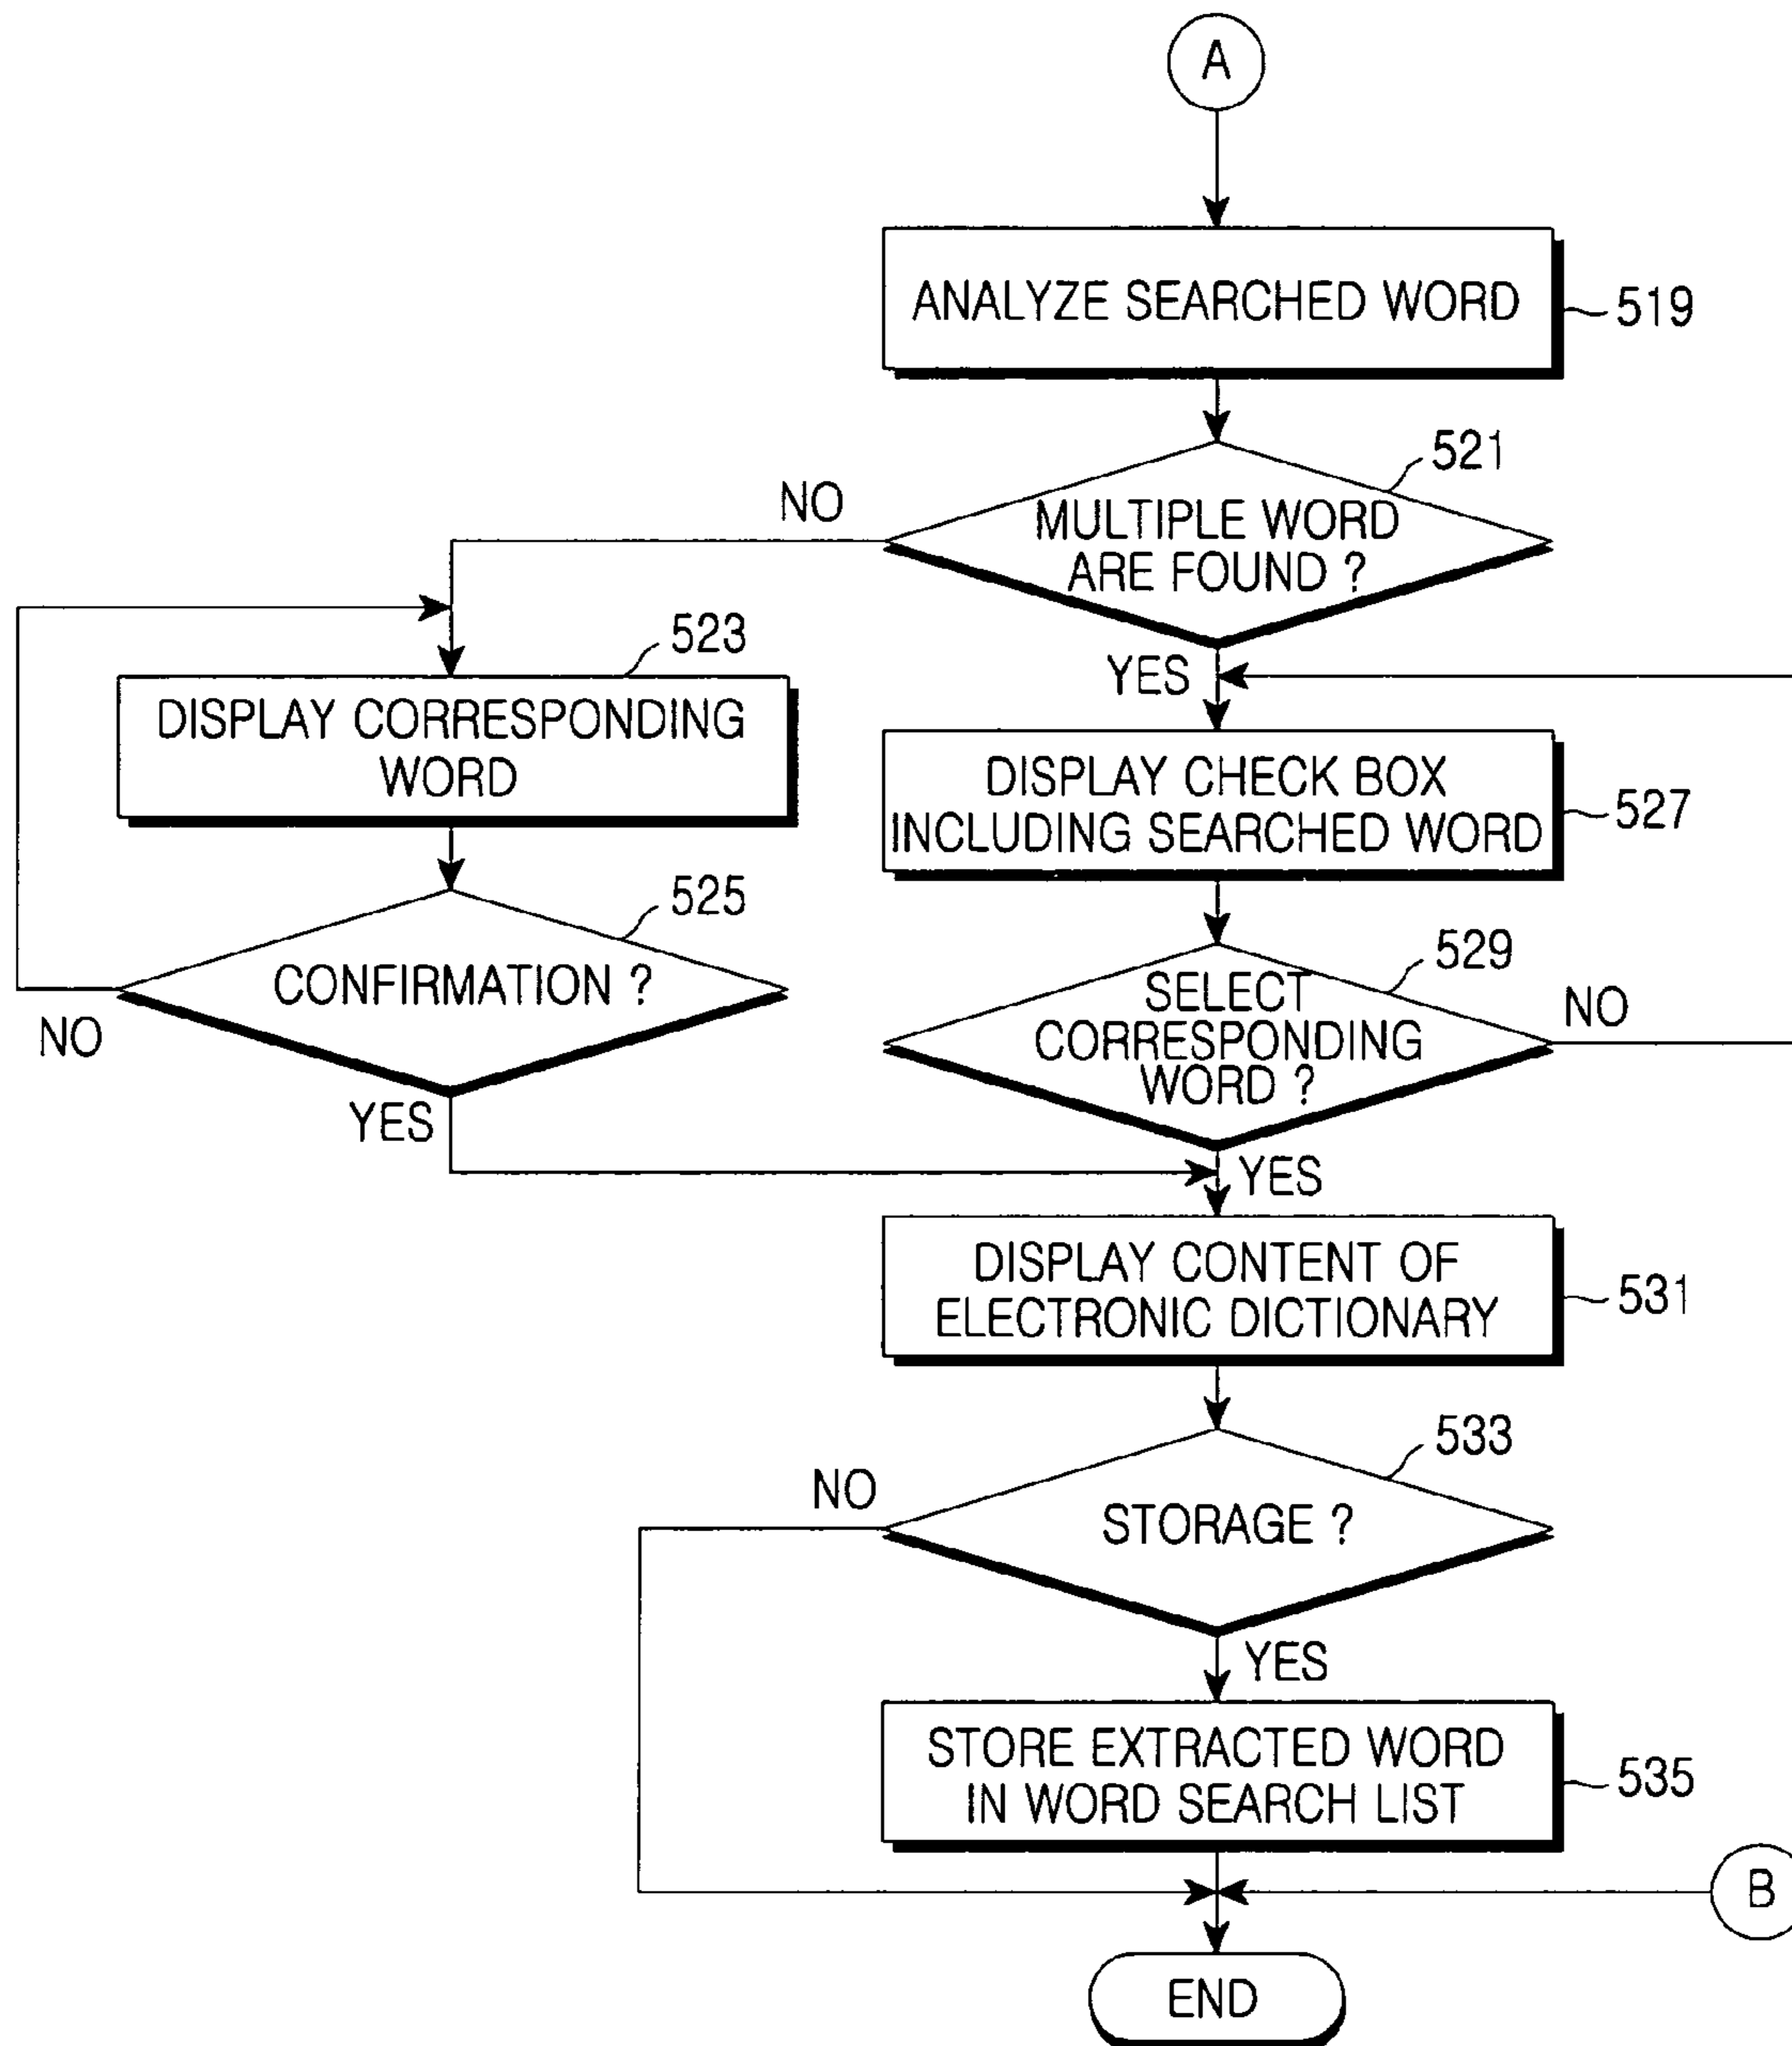 A
ANALYZE SEARCHED WORD
519
521
NO
MULTIPLE WORD
ARE FOUND ?
YES
523
DISPLAY CORRESPONDING
WORD
DISPLAY CHECK BOX
INCLUDING SEARCHED WORD
527
525
CONFIRMATION ?
NO
YES
529
SELECT
CORRESPONDING
WORD ?
NO
YES
DISPLAY CONTENT OF
ELECTRONIC DICTIONARY
531
533
NO
STORAGE ?
YES
STORE EXTRACTED WORD
IN WORD SEARCH LIST
535
B
END